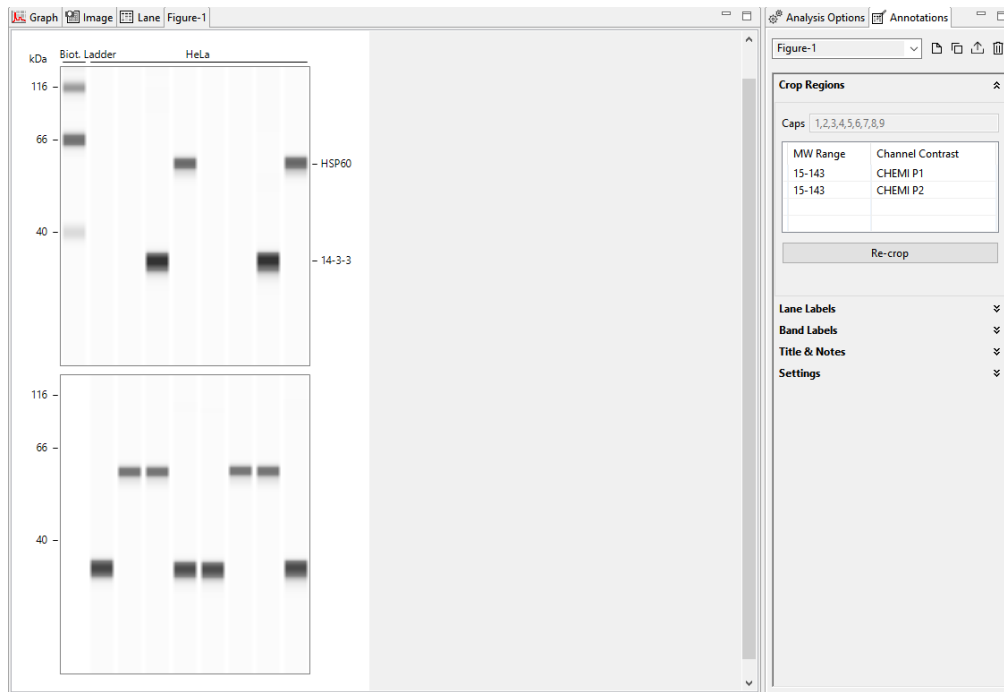 Graph Image Lane Figure-1
Analysis Options Annotations
Figure-1
kDa Biot. Ladder HeLa
116
66
40
HSP60
14-3-3
116
66
40
Crop Regions
Caps 1,2,3,4,5,6,7,8,9
MW Range Channel Contrast
15-143 CHEMI P1
15-143 CHEMI P2
Re-crop
Lane Labels
Band Labels
Title & Notes
Settings